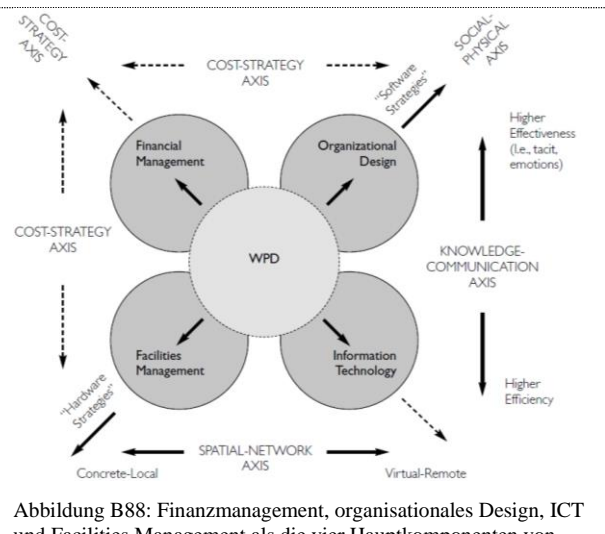 COST-
STRATEGY
AXIS
COST-STRATEGY
AXIS
SOCIAL-
PHYSICAL
AXIS
"Software
Strategies"
Financial
Management
Organizational
Design
Higher
Effectiveness
(I.e., tacit,
emotions)
COST-STRATEGY
AXIS
WPD
KNOWLEDGE-
COMMUNICATION
AXIS
Facilities
Management
Information
Technology
"Hardware
Strategies"
Higher
Efficiency
SPATIAL-NETWORK
AXIS
Concrete-Local
Virtual-Remote
Abbildung B88: Finanzmanagement, organisationales Design, ICT
und Facilities Management als die vier Hauptkomponenten von